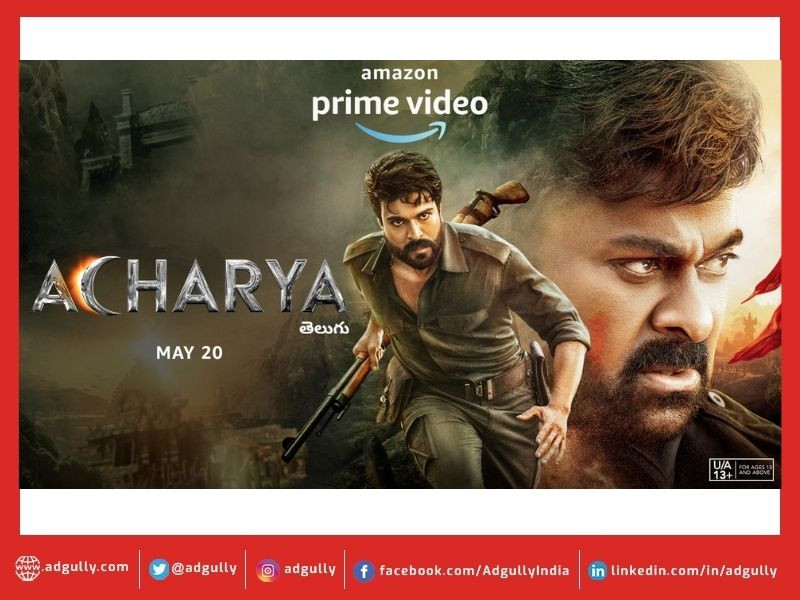 amazon
prime video
ACHARYA
తెలుగు
MAY 20
U/A
13+
FOR AGES 13
AND ABOVE
www.adgully.com
@adgully
adgully
facebook.com/AdgullyIndia
linkedin.com/in/adgully